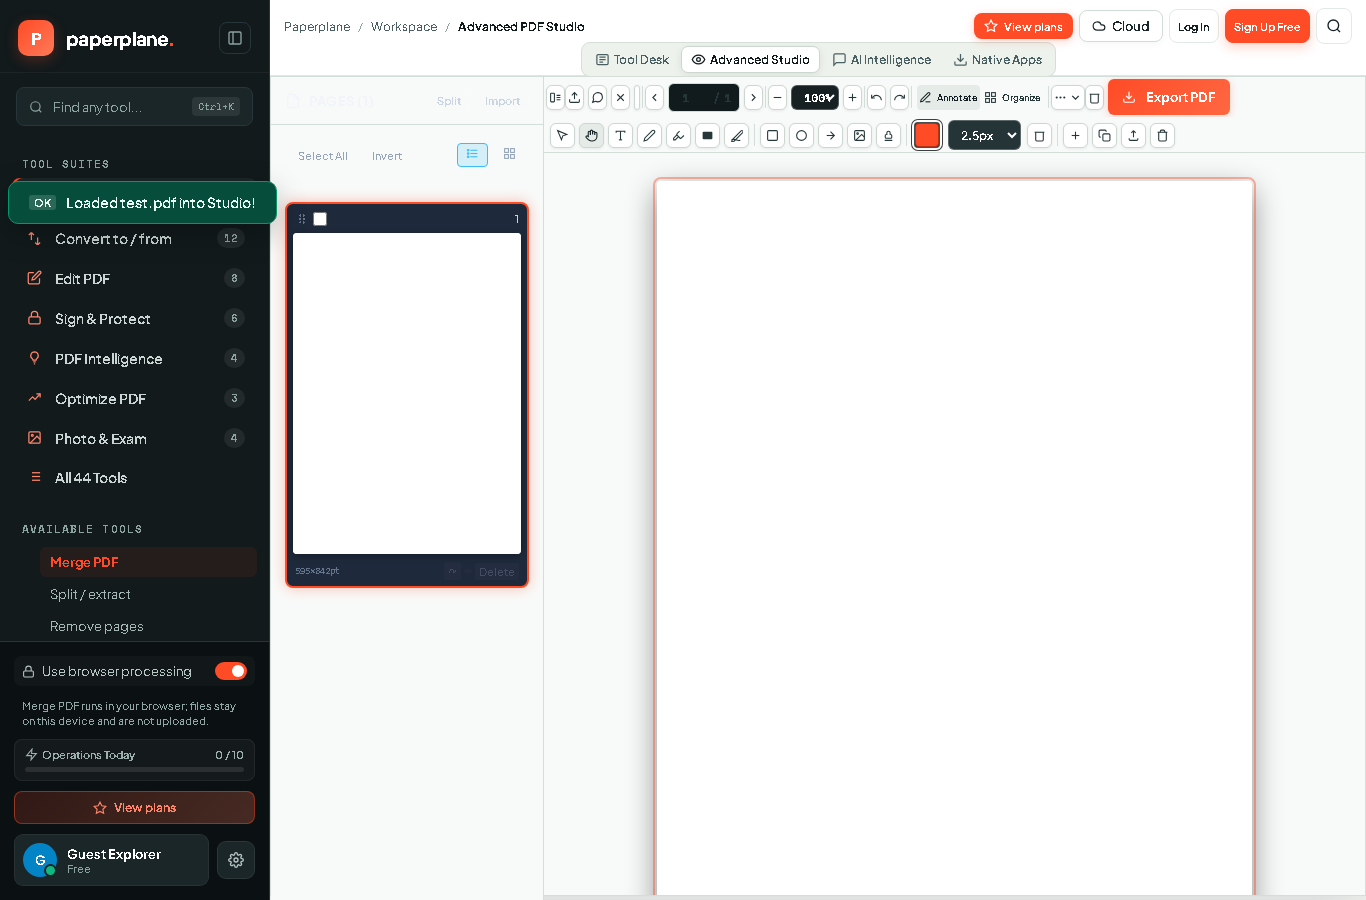 P paperplane.
Find any tool... Ctrl+K
TOOL SUITES
OK Loaded test.pdf into Studio!
Convert to / from 12
Edit PDF 8
Sign & Protect 6
PDF Intelligence 4
Optimize PDF 3
Photo & Exam 4
All 44 Tools
AVAILABLE TOOLS
Merge PDF
Split / extract
Remove pages
Use browser processing
Merge PDF runs in your browser; files stay
on this device and are not uploaded.
Operations Today 0 / 10
View plans
G Guest Explorer
Free
Paperplane / Workspace / Advanced PDF Studio
View plans Cloud Log In Sign Up Free
Tool Desk Advanced Studio AI Intelligence Native Apps
PAGES (1) Split Import
Select All Invert
1
595×842pt Delete
1 / 1 100% Annotate Organize Export PDF
T 2.5px